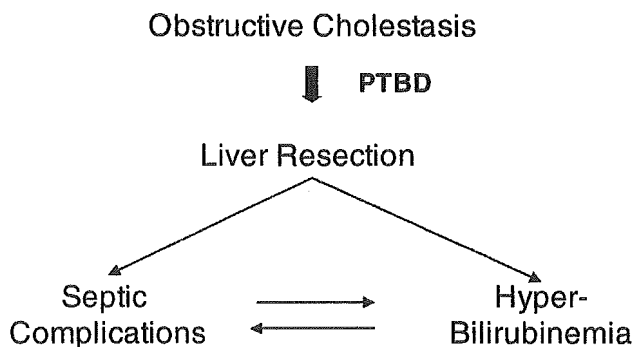 Obstructive Cholestasis
PTBD
Liver Resection
Septic
Complications
Hyper-
Bilirubinemia